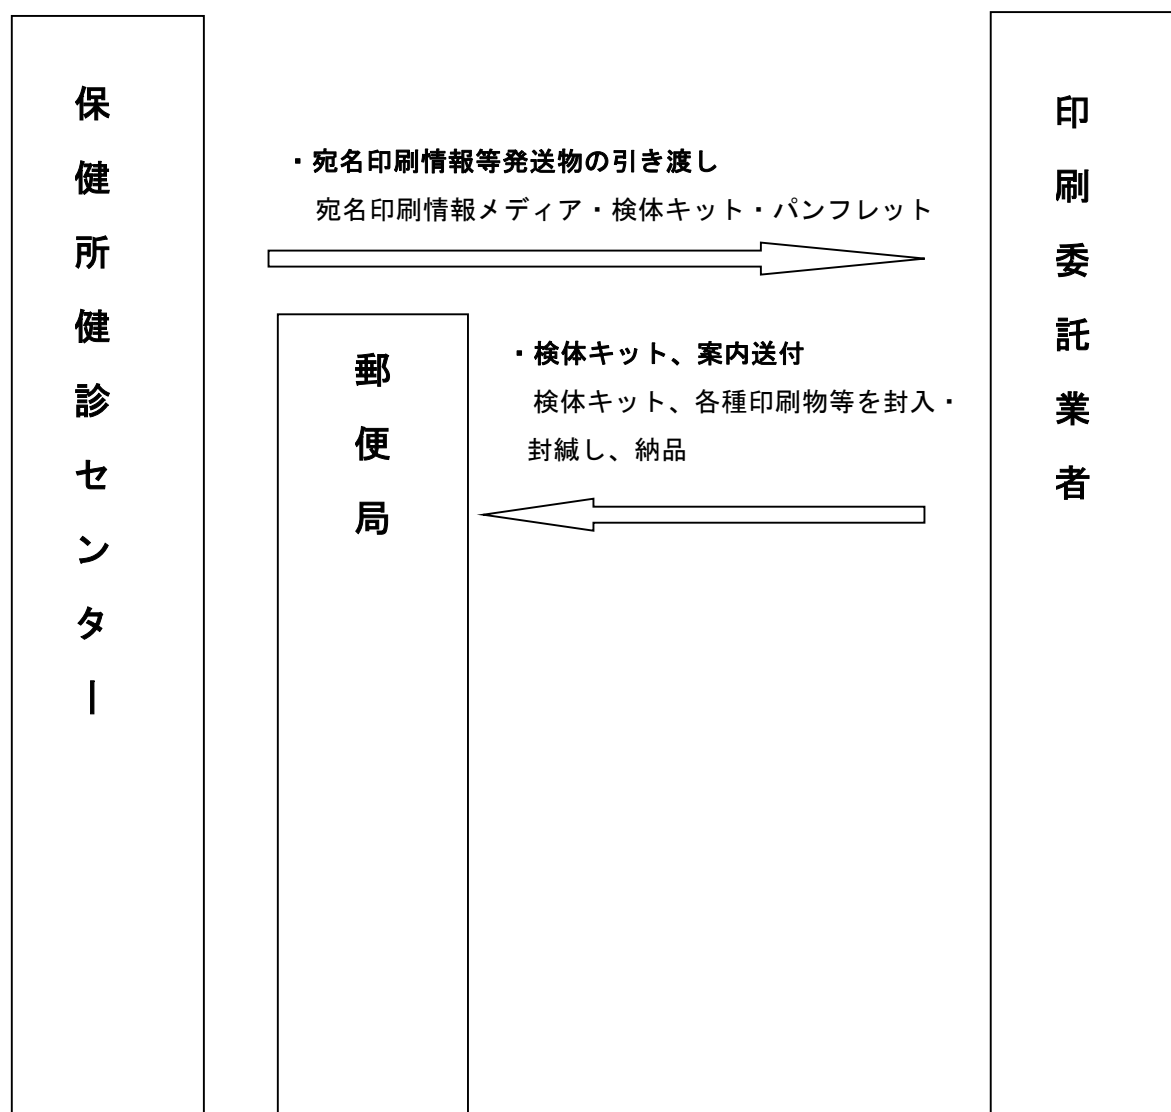 保健所健診センター
・宛名印刷情報等発送物の引き渡し
宛名印刷情報メディア・検体キット・パンフレット
郵便局
・検体キット、案内送付
検体キット、各種印刷物等を封入・
封緘し、納品
印刷委託業者